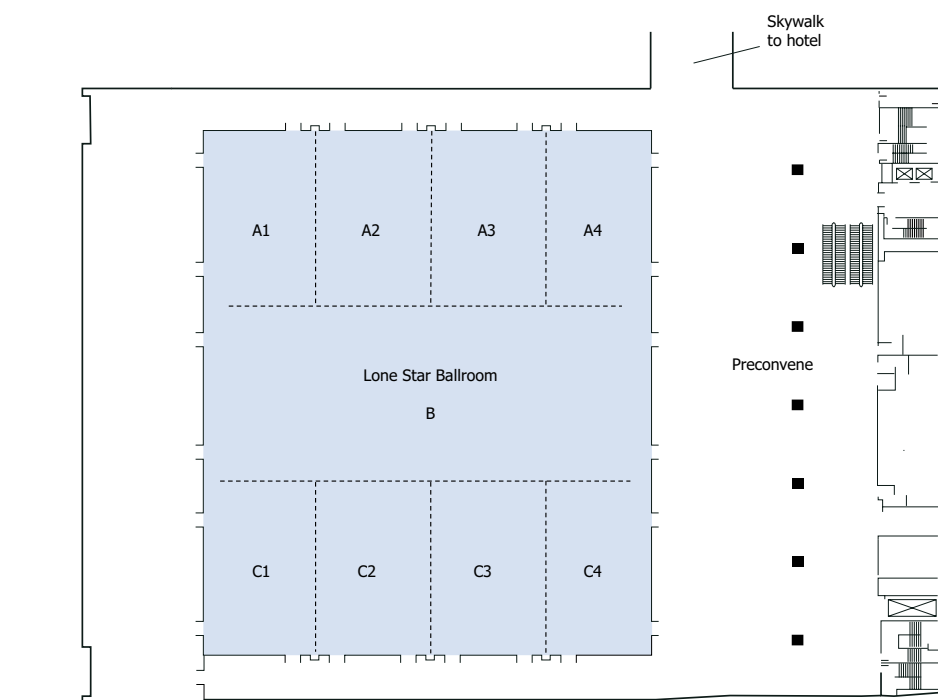 Skywalk
to hotel
A1
A2
A3
A4
Preconvene
Lone Star Ballroom
B
C1
C2
C3
C4